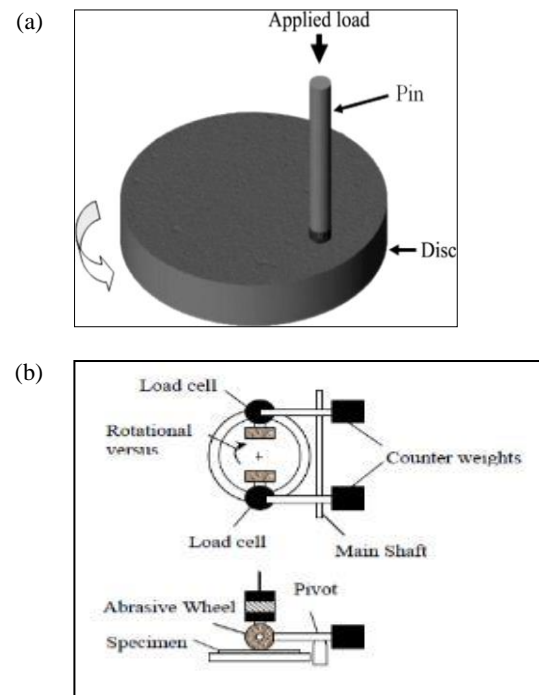 (a)
Applied load
Pin
Disc
(b)
Load cell
Rotational
versus
Counter weights
Load cell
Main Shaft
Pivot
Abrasive Wheel
Specimen